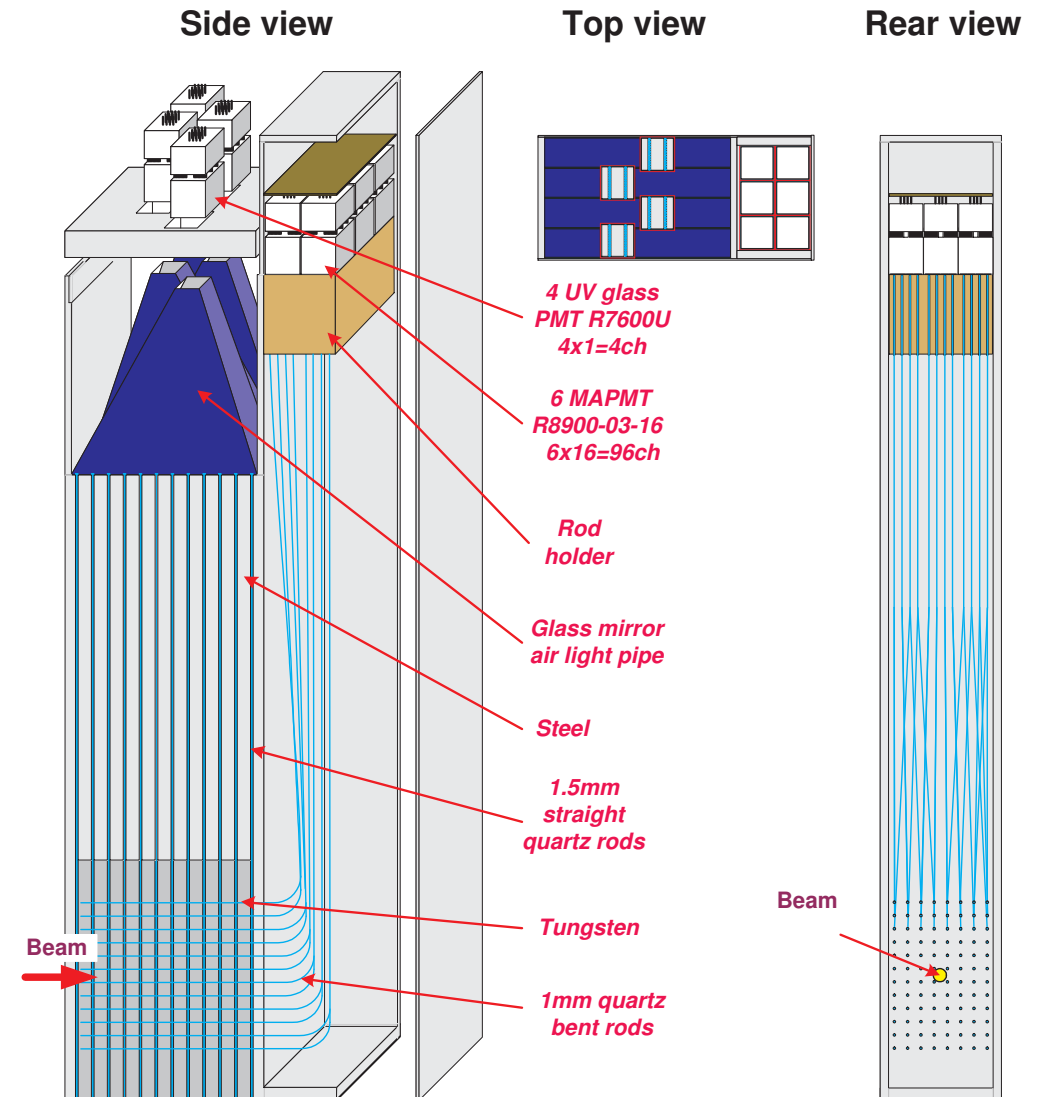 Side view
Top view
Rear view
4 UV glass
PMT R7600U
4x1=4ch
6 MAPMT
R8900-03-16
6x16=96ch
Rod
holder
Glass mirror
air light pipe
Steel
1.5mm
straight
quartz rods
Tungsten
1mm quartz
bent rods
Beam
Beam